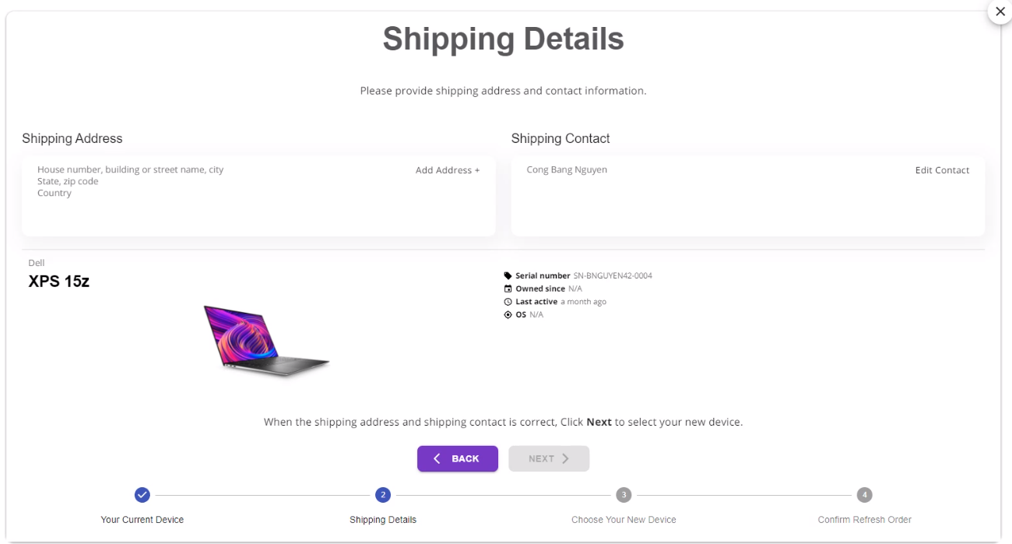 Shipping Details
Please provide shipping address and contact information.
Shipping Address
House number, building or street name, city
State, zip code
Country
Add Address +
Shipping Contact
Cong Bang Nguyen
Edit Contact
Dell
XPS 15z
Serial number SN-BNGUYEN42-0004
Owned since N/A
Last active a month ago
OS N/A
When the shipping address and shipping contact is correct, Click Next to select your new device.
BACK
NEXT
2
3
4
Your Current Device
Shipping Details
Choose Your New Device
Confirm Refresh Order